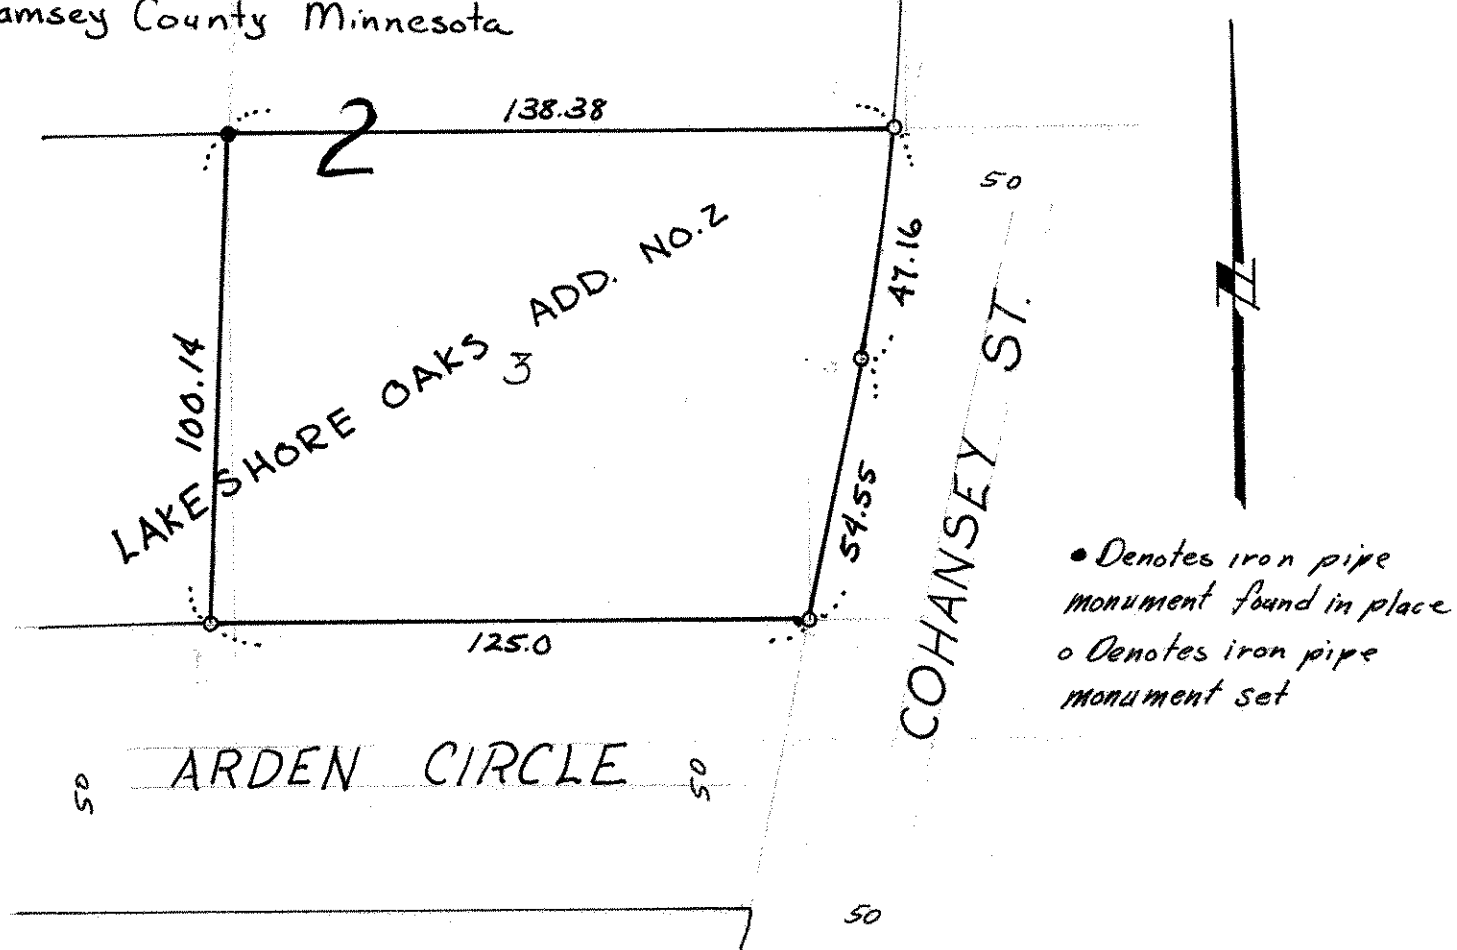 amsey County Minnesota
2
138.38
50
47.16
100.14
LAKESHORE OAKS ADD. No.2
3
ST.
54.55
COHANSEY
N
125.0
• Denotes iron pipe
monument found in place
o Denotes iron pipe
monument set
50
ARDEN CIRCLE
50
50